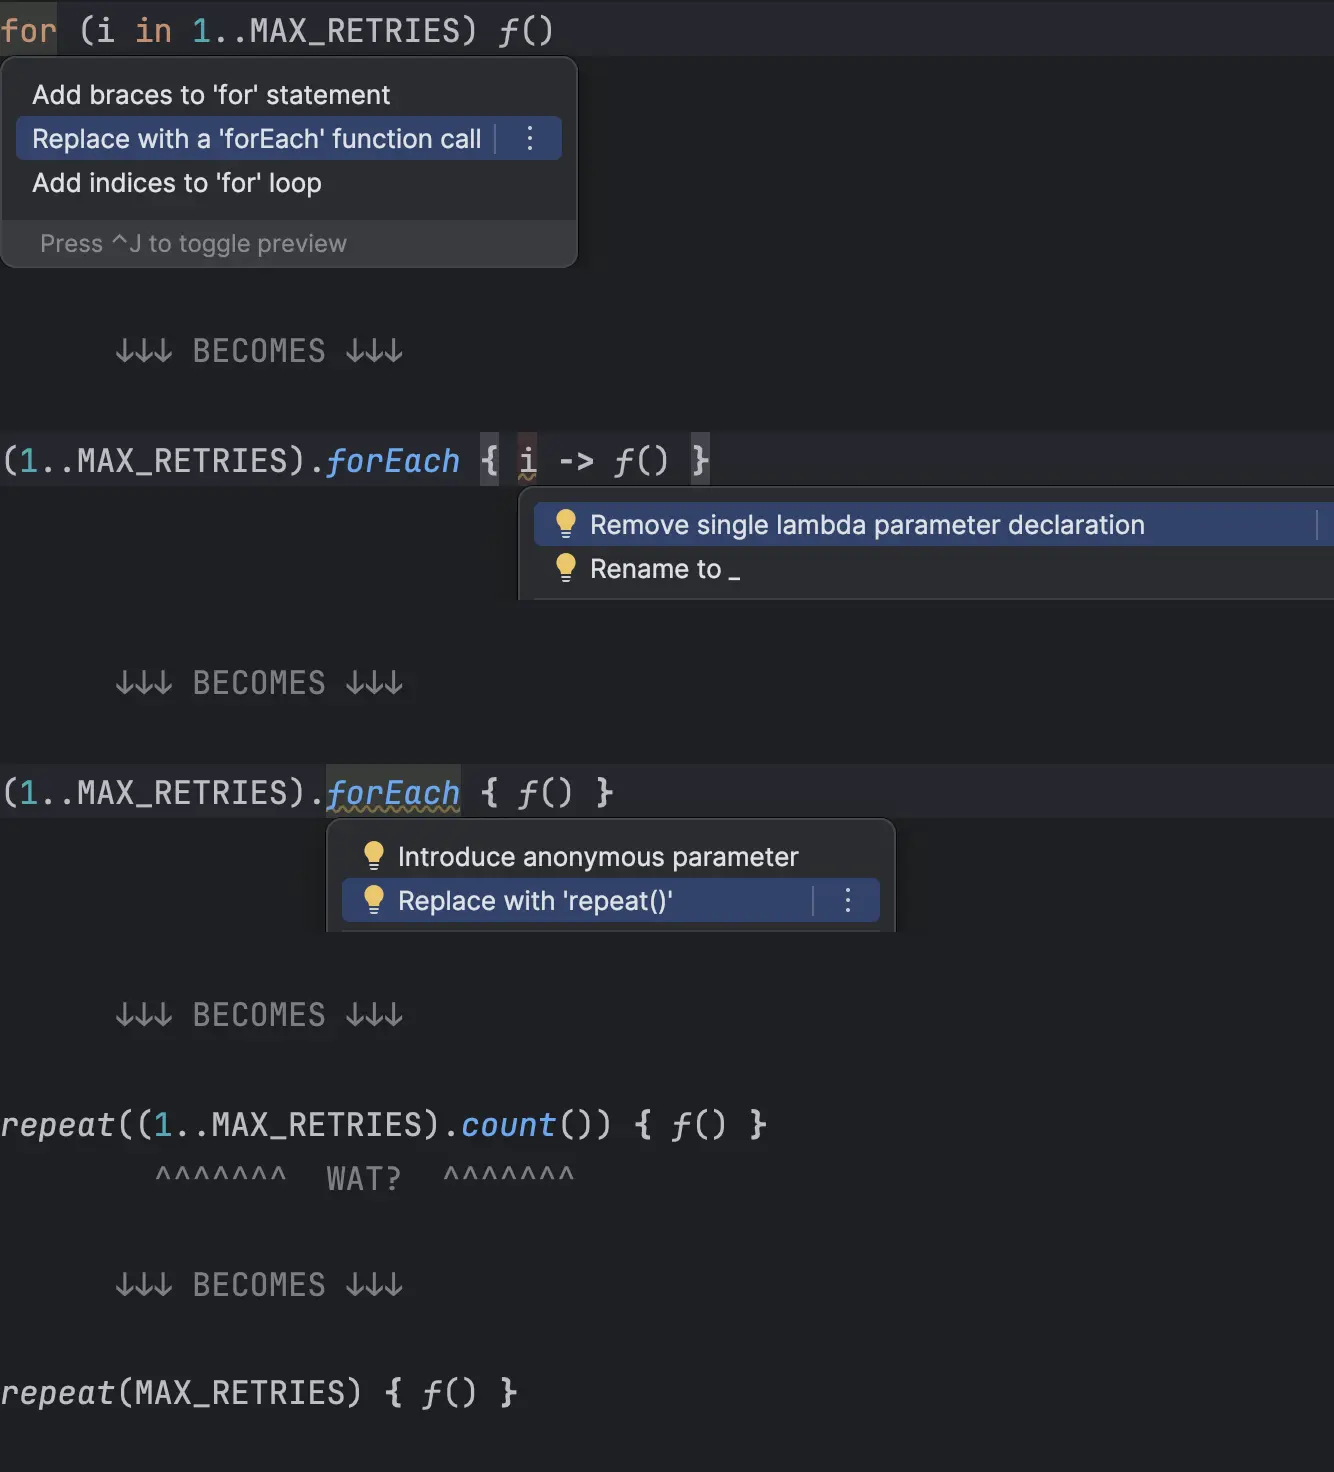 for (i in 1..MAX_RETRIES) f()
Add braces to 'for' statement
Replace with a 'forEach' function call
Add indices to 'for' loop
Press ^J to toggle preview
↓↓↓ BECOMES ↓↓↓
(1..MAX_RETRIES).forEach { i -> f() }
Remove single lambda parameter declaration
Rename to _
↓↓↓ BECOMES ↓↓↓
(1..MAX_RETRIES).forEach { f() }
Introduce anonymous parameter
Replace with 'repeat()'
↓↓↓ BECOMES ↓↓↓
repeat((1..MAX_RETRIES).count()) { f() }
^^^^^^^ WAT? ^^^^^^^
↓↓↓ BECOMES ↓↓↓
repeat(MAX_RETRIES) { f() }